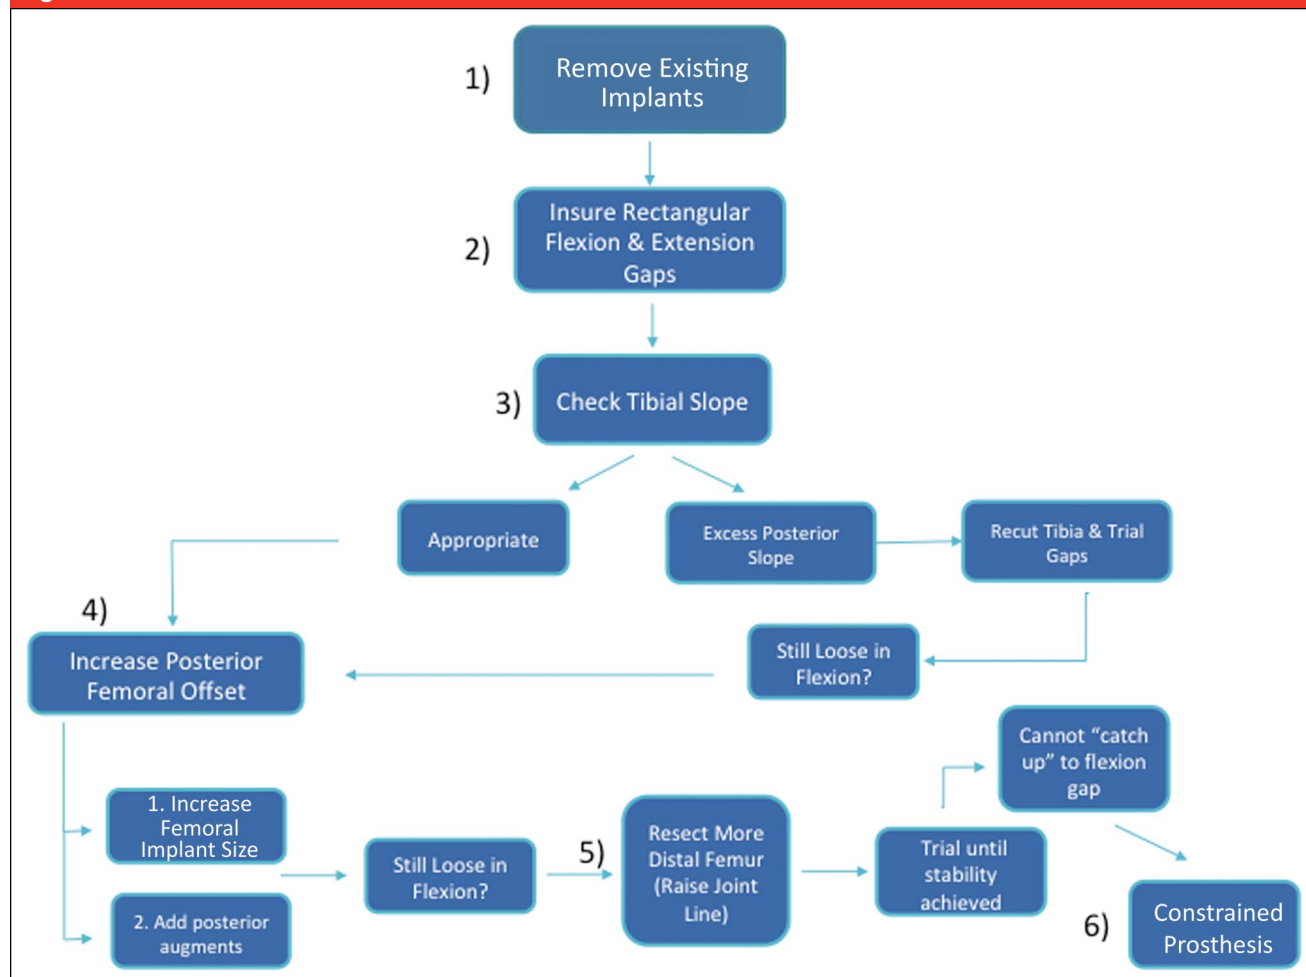 1)
Remove Existing
Implants
2)
Insure Rectangular
Flexion & Extension
Gaps
3)
Check Tibial Slope
Appropriate
Excess Posterior
Slope
Recut Tibia & Trial
Gaps
4)
Increase Posterior
Femoral Offset
Still Loose in
Flexion?
1. Increase
Femoral
Implant Size
2. Add posterior
augments
Still Loose in
Flexion?
5)
Resect More
Distal Femur
(Raise Joint
Line)
Trial until
stability
achieved
Cannot “catch
up” to flexion
gap
6)
Constrained
Prosthesis